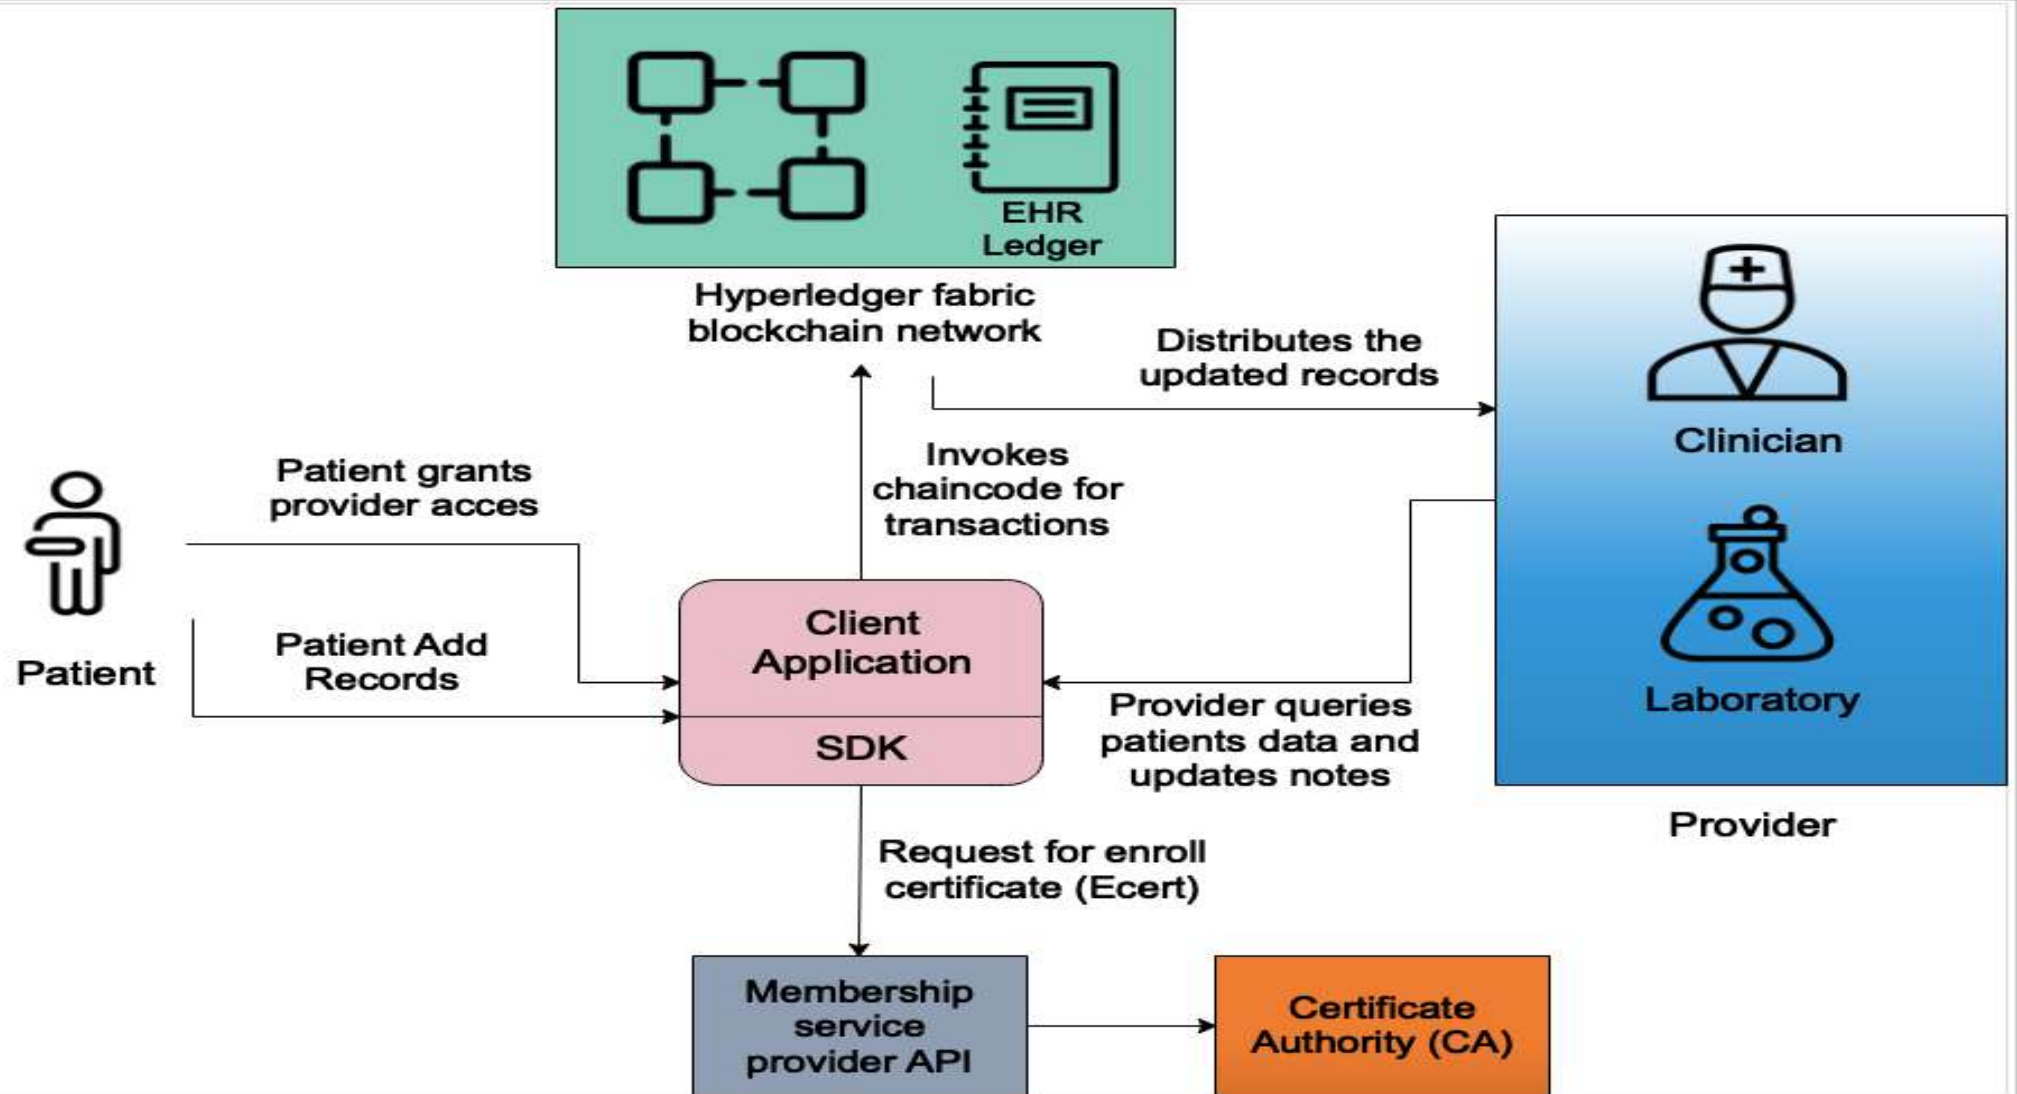 EHR
Ledger
Hyperledger fabric
blockchain network
Distributes the
updated records
Clinician
Invokes
chaincode for
transactions
Patient grants
provider acces
Patient
Patient Add
Records
Client
Application
SDK
Laboratory
Provider queries
patients data and
updates notes
Provider
Request for enroll
certificate (Ecert)
Membership
service
provider API
Certificate
Authority (CA)